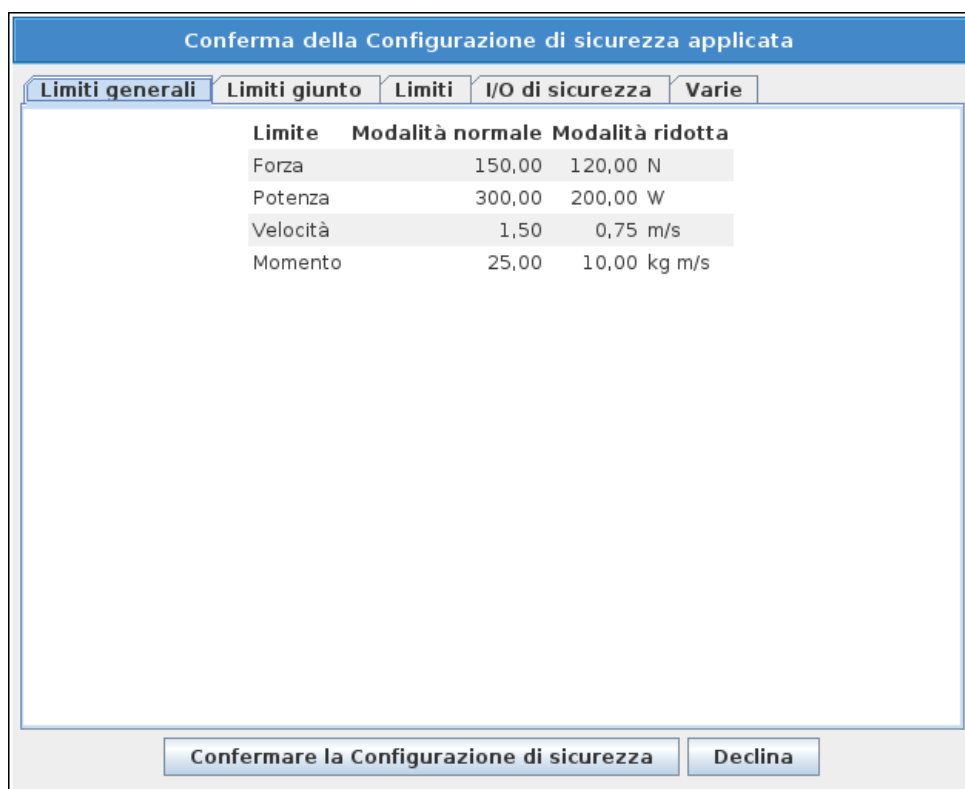 Conferma della Configurazione di sicurezza applicata
Limiti generali Limiti giunto Limiti I/O di sicurezza Varie
Limite Modalità normale Modalità ridotta
Forza 150,00 120,00 N
Potenza 300,00 200,00 W
Velocità 1,50 0,75 m/s
Momento 25,00 10,00 kg m/s
Confermare la Configurazione di sicurezza Declina